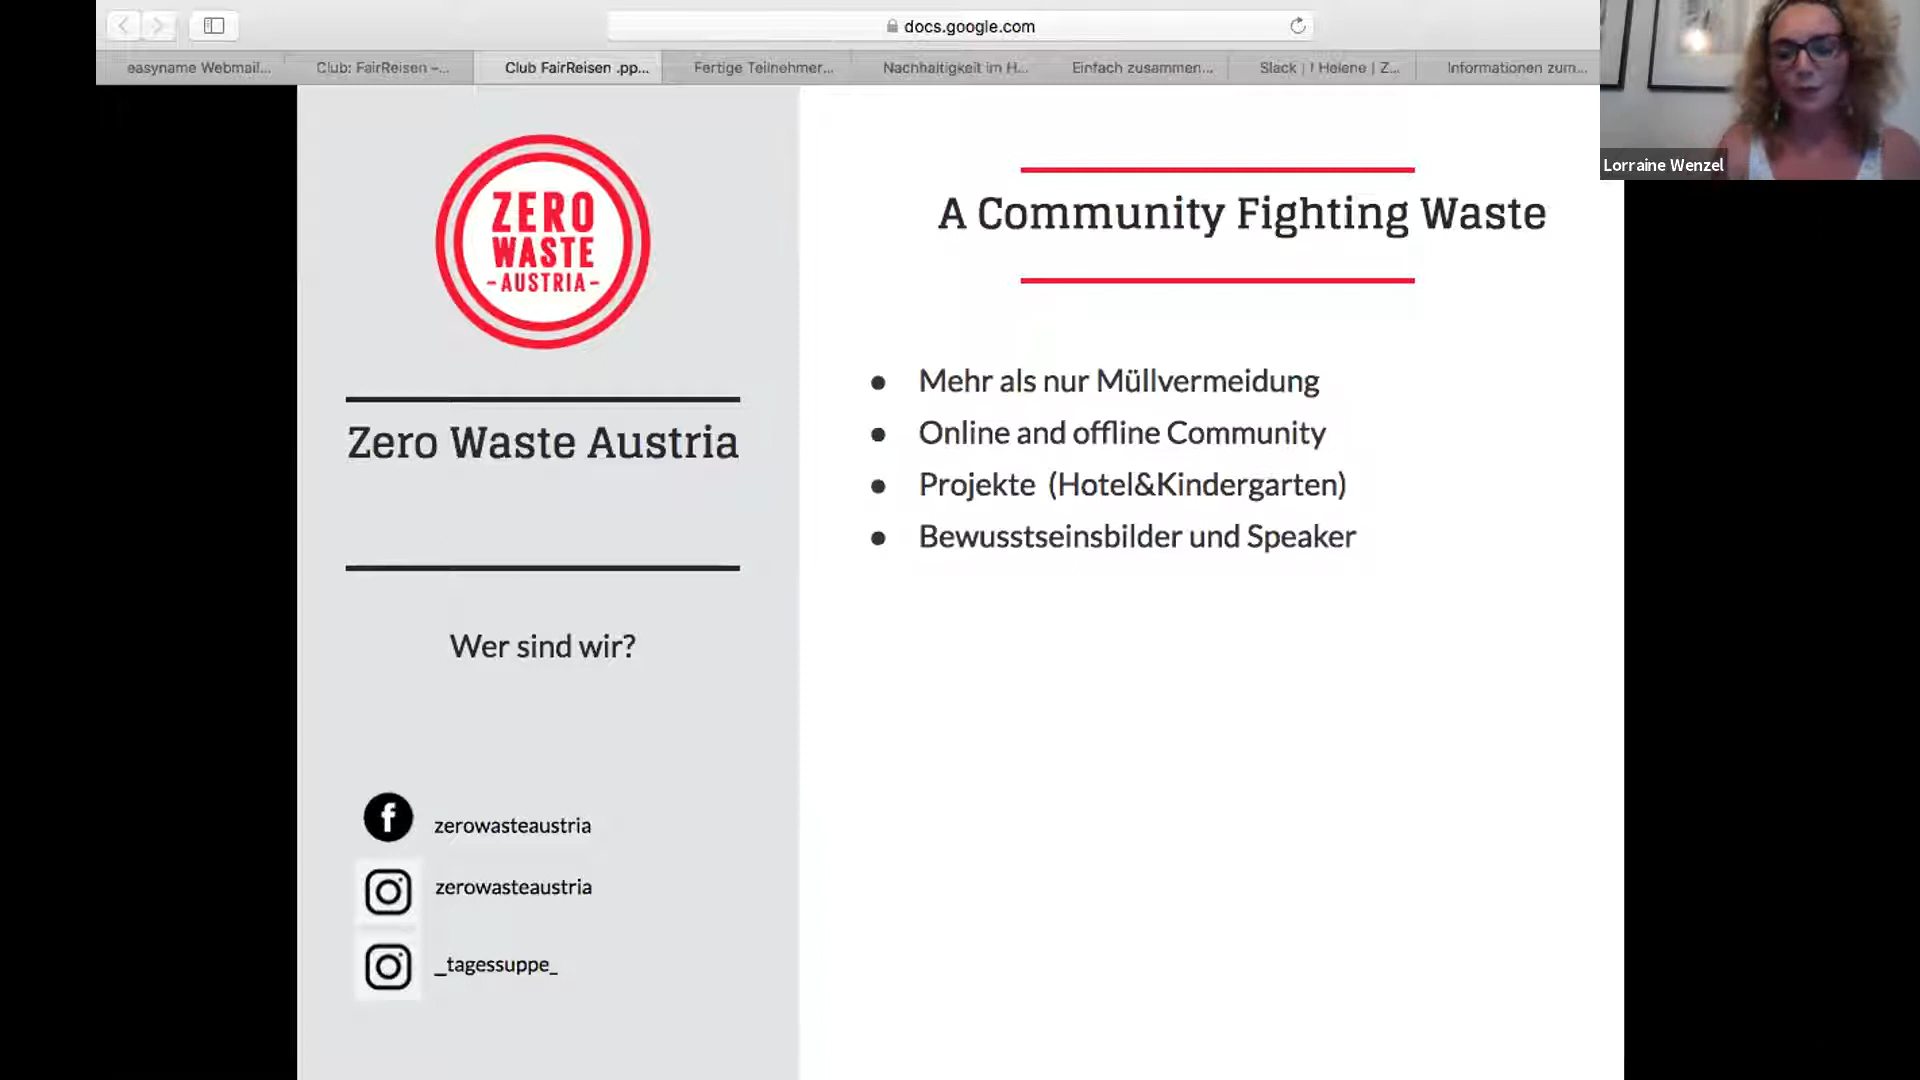 docs.google.com
easyname Webmail...
Club: FairReisen –...
Club FairReisen .pp...
Fertige Teilnehmer...
Nachhaltigkeit im H...
Einfach zusammen...
Slack | Helene | Z...
Informationen zum...
Lorraine Wenzel
ZERO
WASTE
-AUSTRIA-
Zero Waste Austria
Wer sind wir?
zerowasteaustria
zerowasteaustria
_tagessuppe_
A Community Fighting Waste
● Mehr als nur Müllvermeidung
● Online and offline Community
● Projekte (Hotel&Kindergarten)
● Bewusstseinsbilder und Speaker